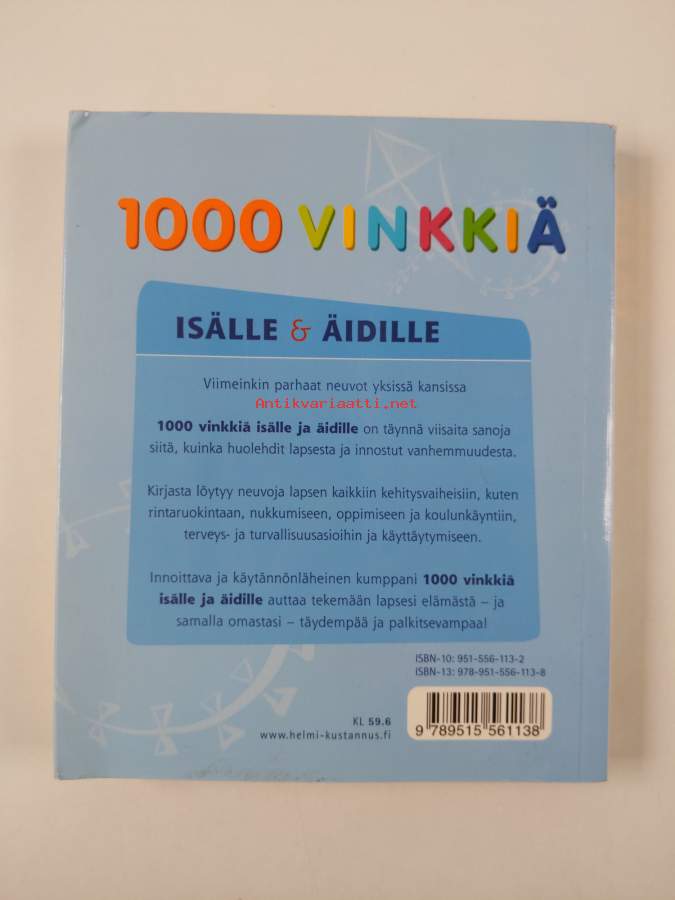 1000 VINKKIÄ
ISÄLLE & ÄIDILLE
Viimeinkin parhaat neuvot yksissä kansissa
Antikvariaatti.net
1000 vinkkiä isälle ja äidille on täynnä viisaita sanoja
siitä, kuinka huolehdit lapsesta ja innostut vanhemmuudesta.
Kirjasta löytyy neuvoja lapsen kaikkiin kehitysvaiheisiin, kuten
rintaruokintaan, nukkumiseen, oppimiseen ja koulunkäyntiin,
terveys- ja turvallisuusasioihin ja käyttäytymiseen.
Innoittava ja käytännönläheinen kumppani 1000 vinkkiä
isälle ja äidille auttaa tekemään lapsesi elämästä – ja
samalla omastasi – täydempää ja palkitsevampaa!
ISBN-10: 951-556-113-2
ISBN-13: 978-951-556-113-8
KL 59.6
www.helmi-kustannus.fi
9 789515 561138